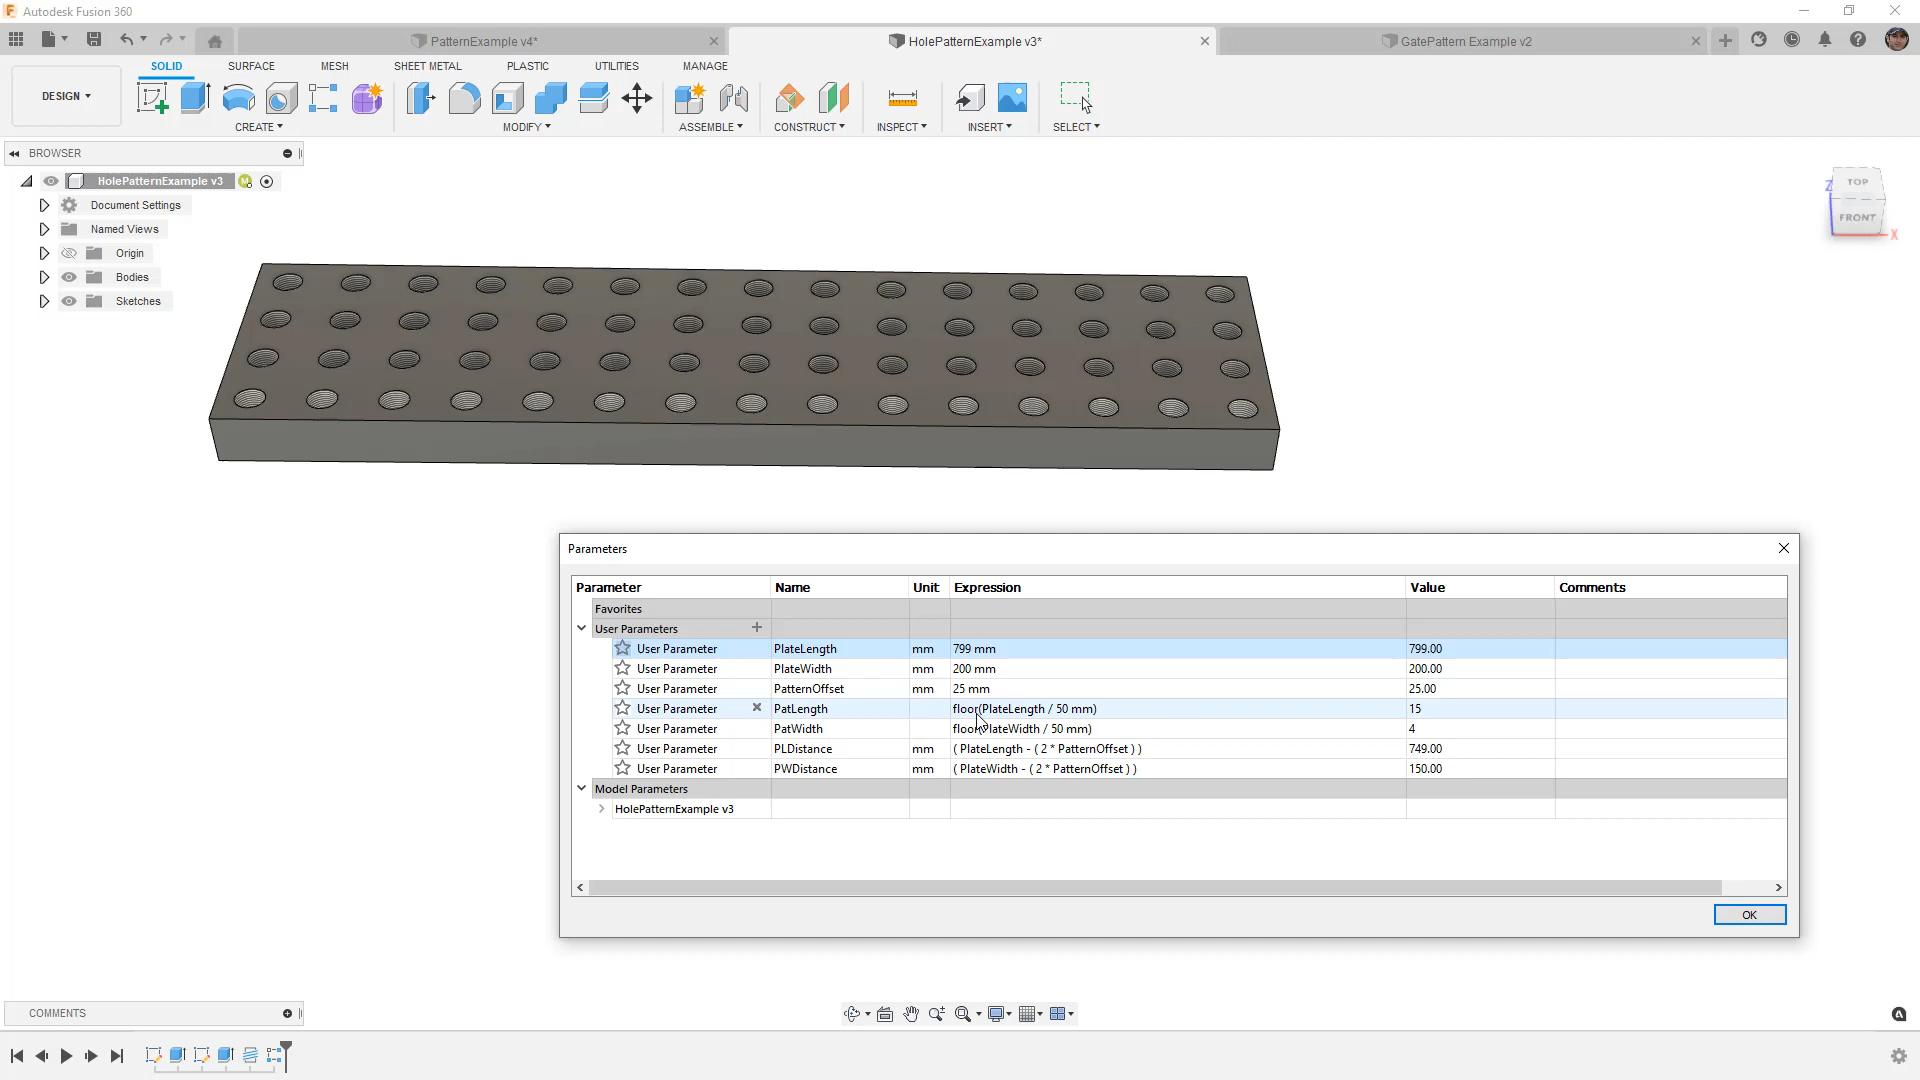 Autodesk Fusion 360
PatternExample v4*
HolePatternExample v3*
GatePattern Example v2
SOLID SURFACE MESH SHEET METAL PLASTIC UTILITIES MANAGE
DESIGN
CREATE MODIFY ASSEMBLE CONSTRUCT INSPECT INSERT SELECT
BROWSER
HolePatternExample v3
Document Settings
Named Views
Origin
Bodies
Sketches
TOP
FRONT
Z
X
Parameters
Parameter Name Unit Expression Value Comments
Favorites
User Parameters
User Parameter PlateLength mm 799 mm 799.00
User Parameter PlateWidth mm 200 mm 200.00
User Parameter PatternOffset mm 25 mm 25.00
User Parameter PatLength floor(PlateLength / 50 mm) 15
User Parameter PatWidth floor(PlateWidth / 50 mm) 4
User Parameter PLDistance mm ( PlateLength - ( 2 * PatternOffset ) ) 749.00
User Parameter PWDistance mm ( PlateWidth - ( 2 * PatternOffset ) ) 150.00
Model Parameters
HolePatternExample v3
OK
COMMENTS